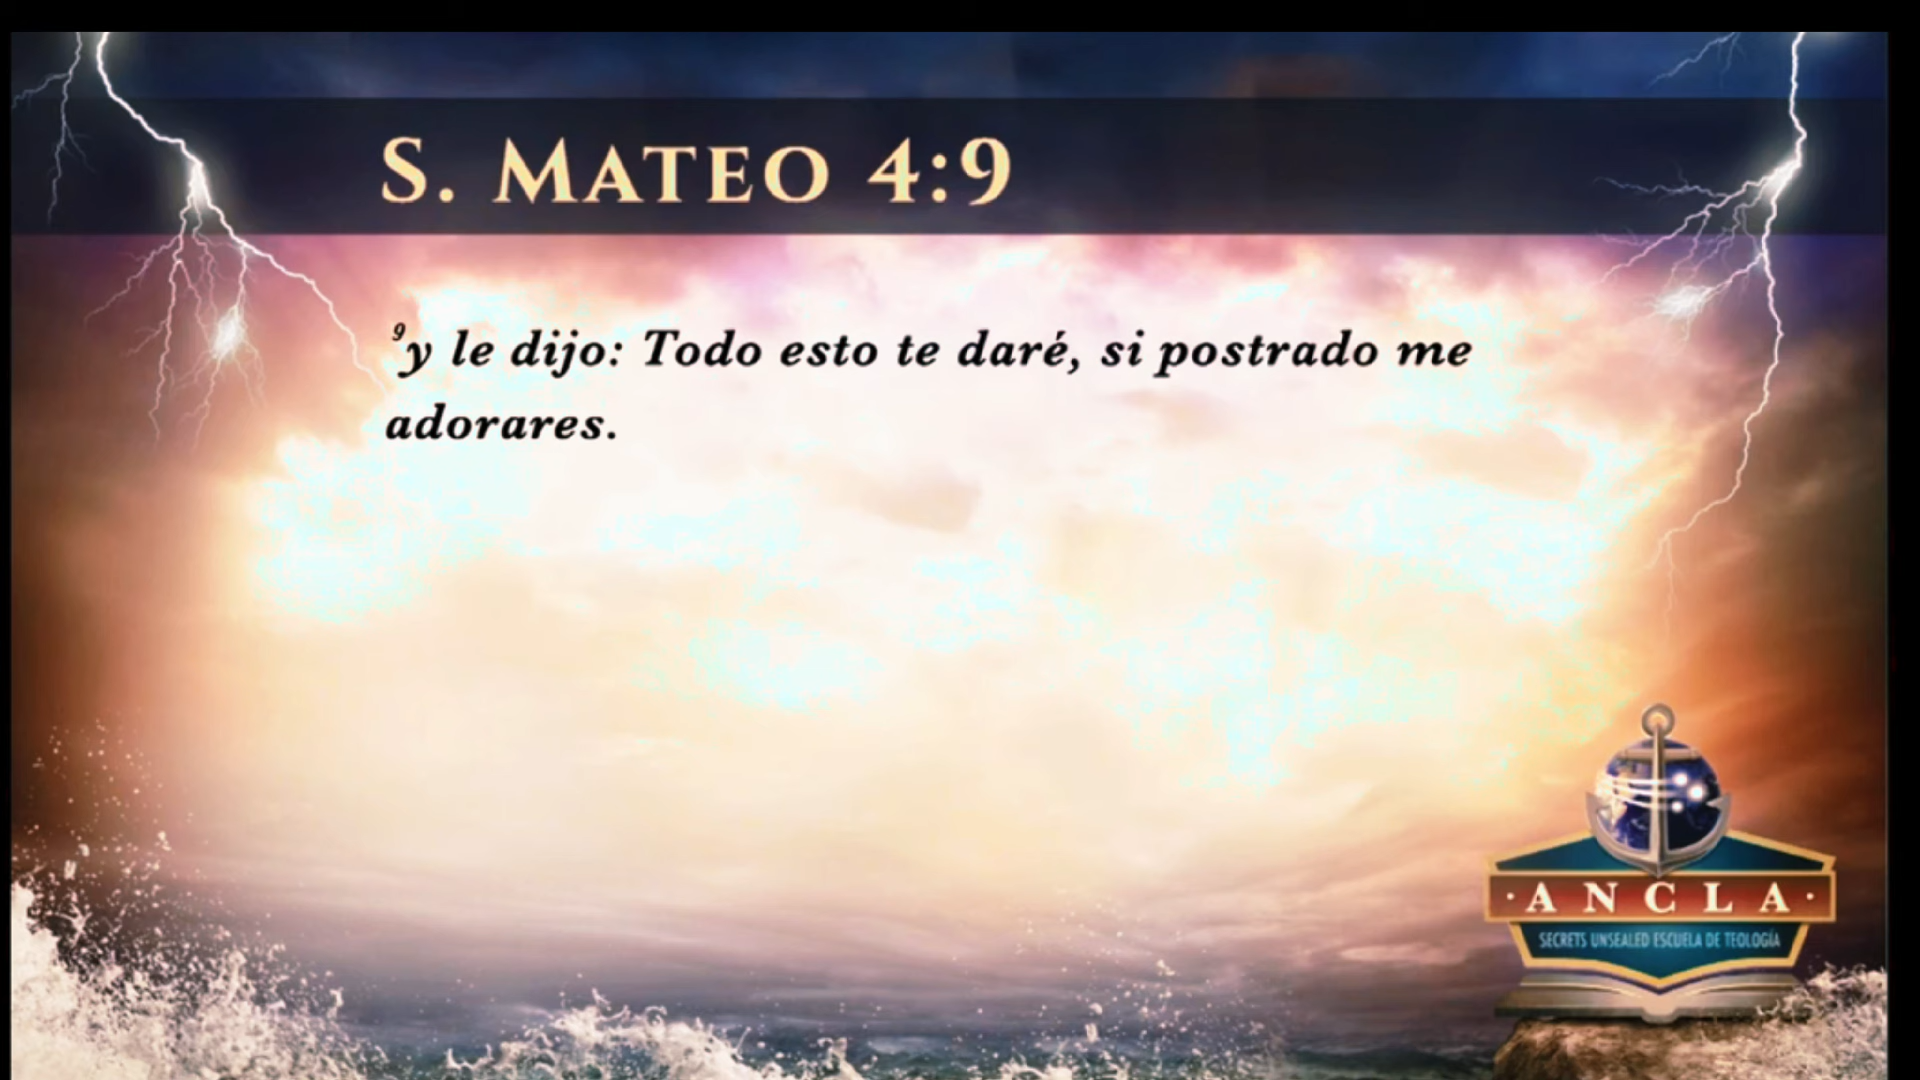 S. MATEO 4:9
⁹y le dijo: Todo esto te daré, si postrado me
adorares.
·ANCLA·
SECRETS UNSEALED ESCUELA DE TEOLOGÍA